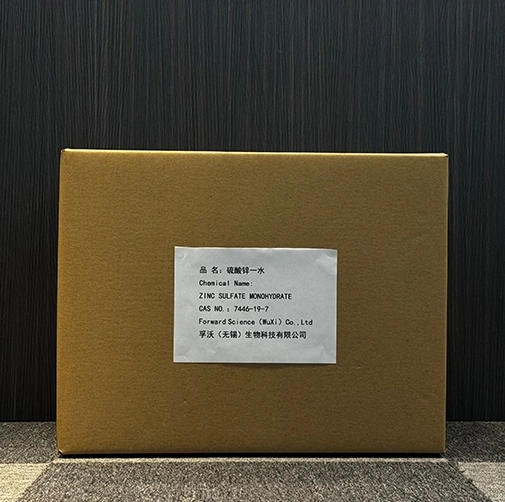 品 名：硫酸锌一水
Chemical Name:
ZINC SULFATE MONOHYDRATE
CAS NO.：7446-19-7
Forward Science (WuXi) Co.,Ltd
孚沃（无锡）生物科技有限公司